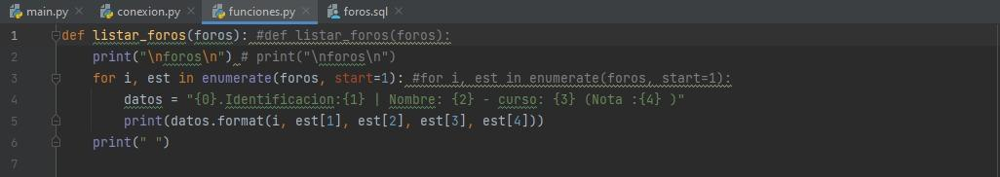 main.py × conexion.py × funciones.py × foros.sql ×
1 def listar_foros(foros): #def listar_foros(foros):
2 print("\nforos\n") # print("\nforos\n")
3 for i, est in enumerate(foros, start=1): #for i, est in enumerate(foros, start=1):
4 datos = "{0}.Identificacion:{1} | Nombre: {2} - curso: {3} (Nota :{4} )"
5 print(datos.format(i, est[1], est[2], est[3], est[4]))
6 print(" ")
7